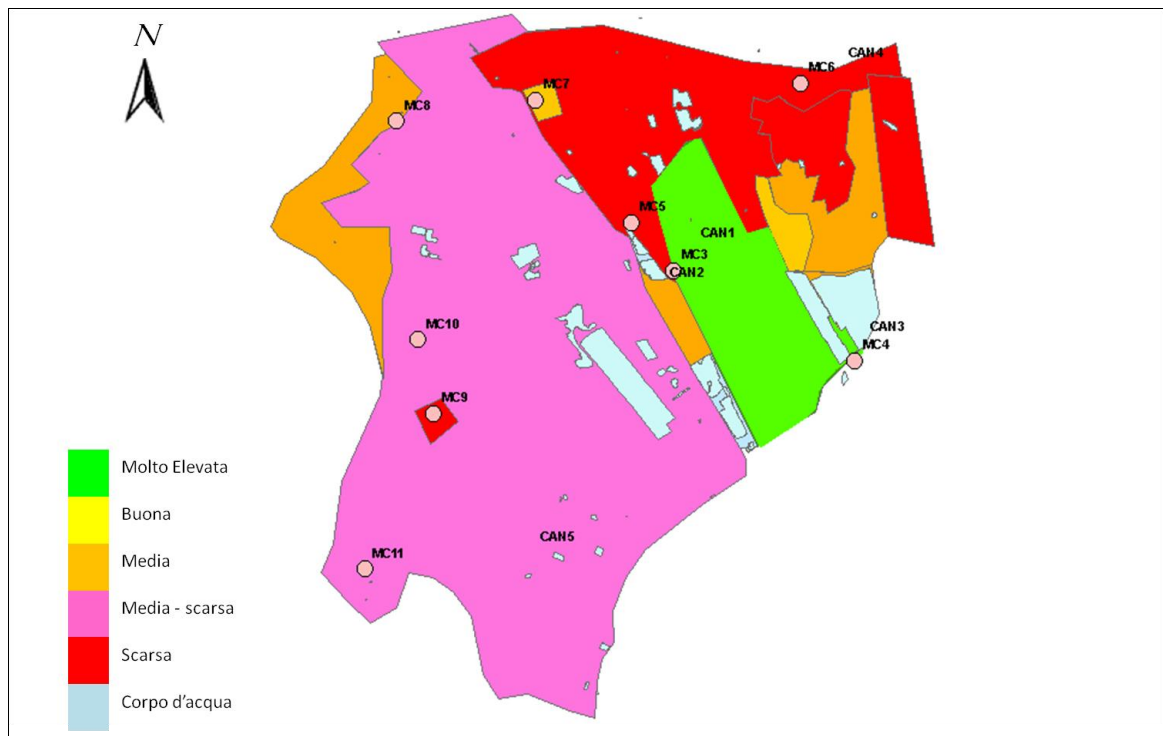 N
CAN4
MC6
MC7
MC8
MC5
CAN1
MC3
CAN2
CAN3
MC4
MC10
MC9
CAN5
MC11
Molto Elevata
Buona
Media
Media - scarsa
Scarsa
Corpo d’acqua